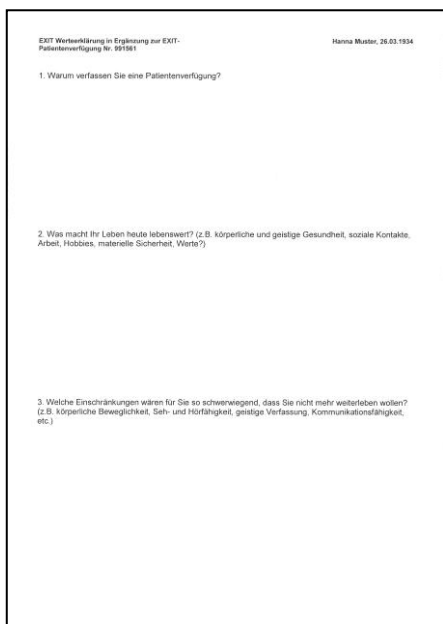 EXIT Werteerklärung in Ergänzung zur EXIT-
Patientenverfügung Nr. 991561
Hanna Muster, 26.03.1934
1. Warum verfassen Sie eine Patientenverfügung?
2. Was macht Ihr Leben heute lebenswert? (z.B. körperliche und geistige Gesundheit, soziale Kontakte,
Arbeit, Hobbies, materielle Sicherheit, Werte?)
3. Welche Einschränkungen wären für Sie so schwerwiegend, dass Sie nicht mehr weiterleben wollen?
(z.B. körperliche Beweglichkeit, Seh- und Hörfähigkeit, geistige Verfassung, Kommunikationsfähigkeit,
etc.)